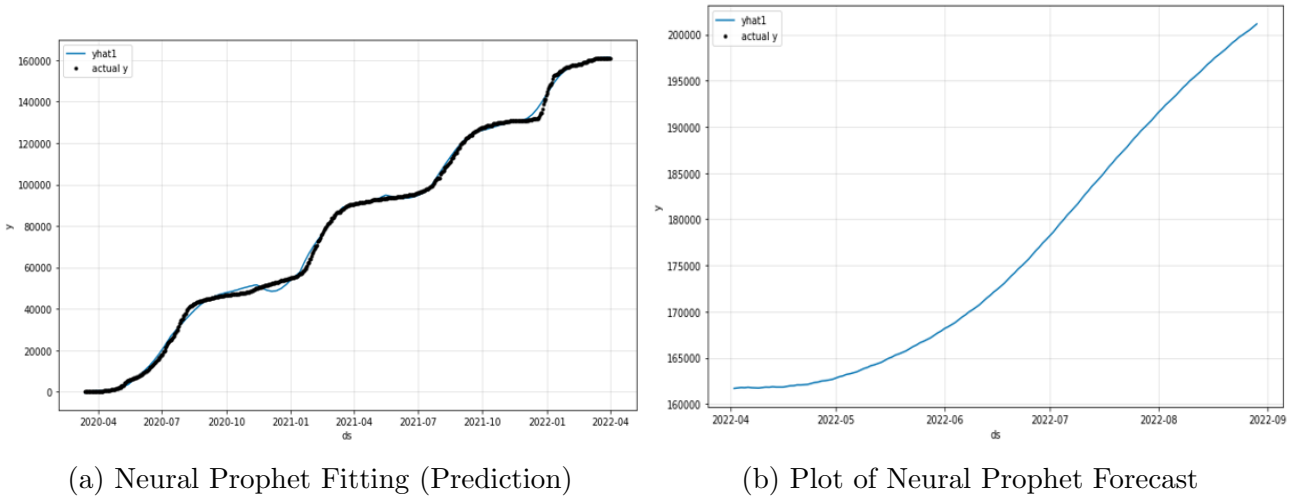 yhat1
actual y
160000
140000
120000
100000
80000
60000
40000
20000
0
y
2020-04 2020-07 2020-10 2021-01 2021-04 2021-07 2021-10 2022-01 2022-04
ds
(a) Neural Prophet Fitting (Prediction)
yhat1
actual y
200000
195000
190000
185000
180000
175000
170000
165000
160000
y
2022-04 2022-05 2022-06 2022-07 2022-08 2022-09
ds
(b) Plot of Neural Prophet Forecast